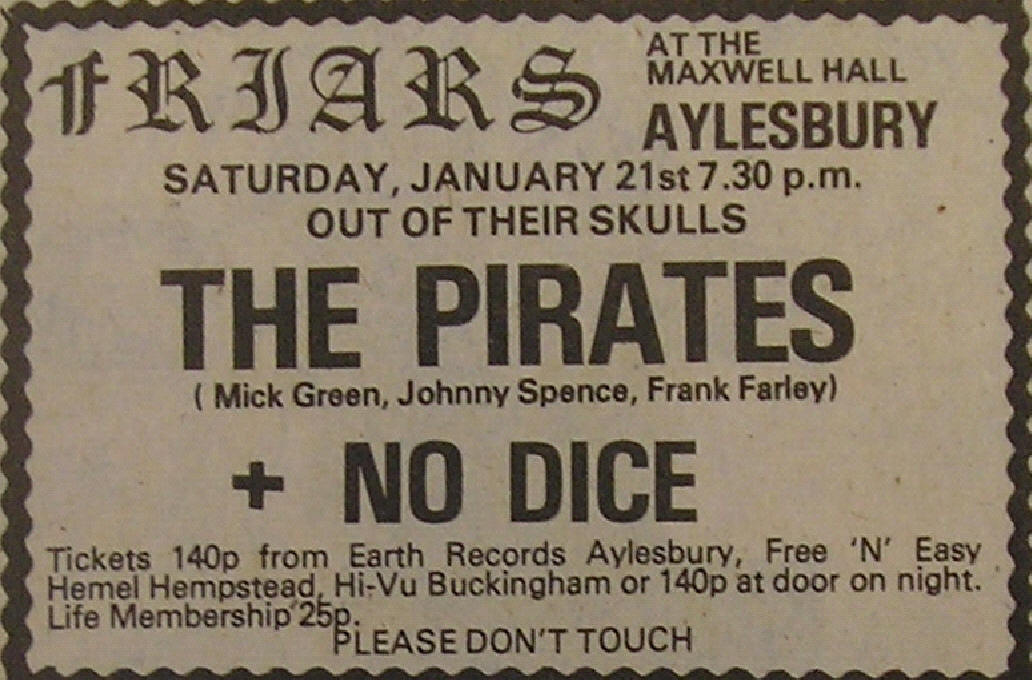 FRIARS
AT THE
MAXWELL HALL
AYLESBURY
SATURDAY, JANUARY 21st 7.30 p.m.
OUT OF THEIR SKULLS
THE PIRATES
( Mick Green, Johnny Spence, Frank Farley)
+ NO DICE
Tickets 140p from Earth Records Aylesbury, Free 'N' Easy
Hemel Hempstead, Hi-Vu Buckingham or 140p at door on night.
Life Membership 25p.
PLEASE DON'T TOUCH